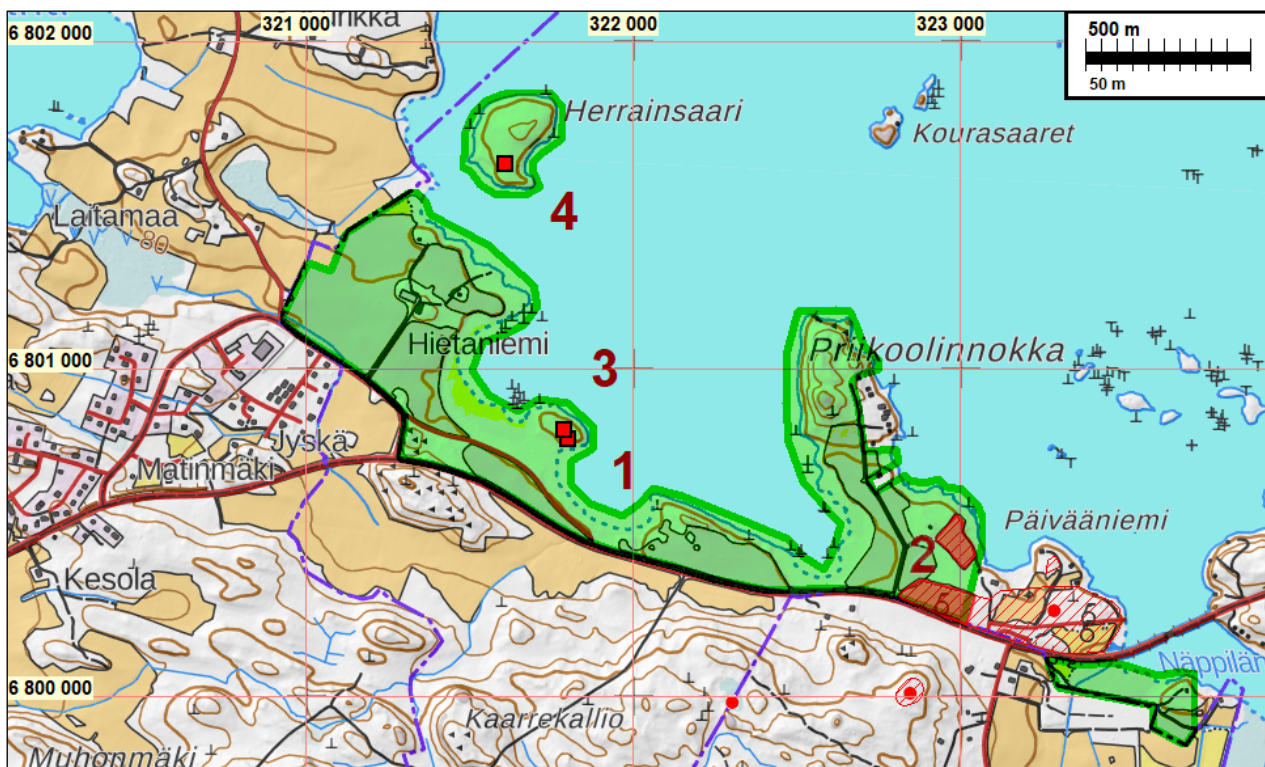 321 000
322 000
323 000
6 802 000
500 m
50 m
Herrainsaari
Kourasaaret
4
Laitamaa
80
Hietaniemi
Priikoolinnokka
6 801 000
3
Jyskä
Matinmäki
1
Päivääniemi
2
Kesola
5
6
Näppilän
6 800 000
Kaarrekallio
Muhonmäki